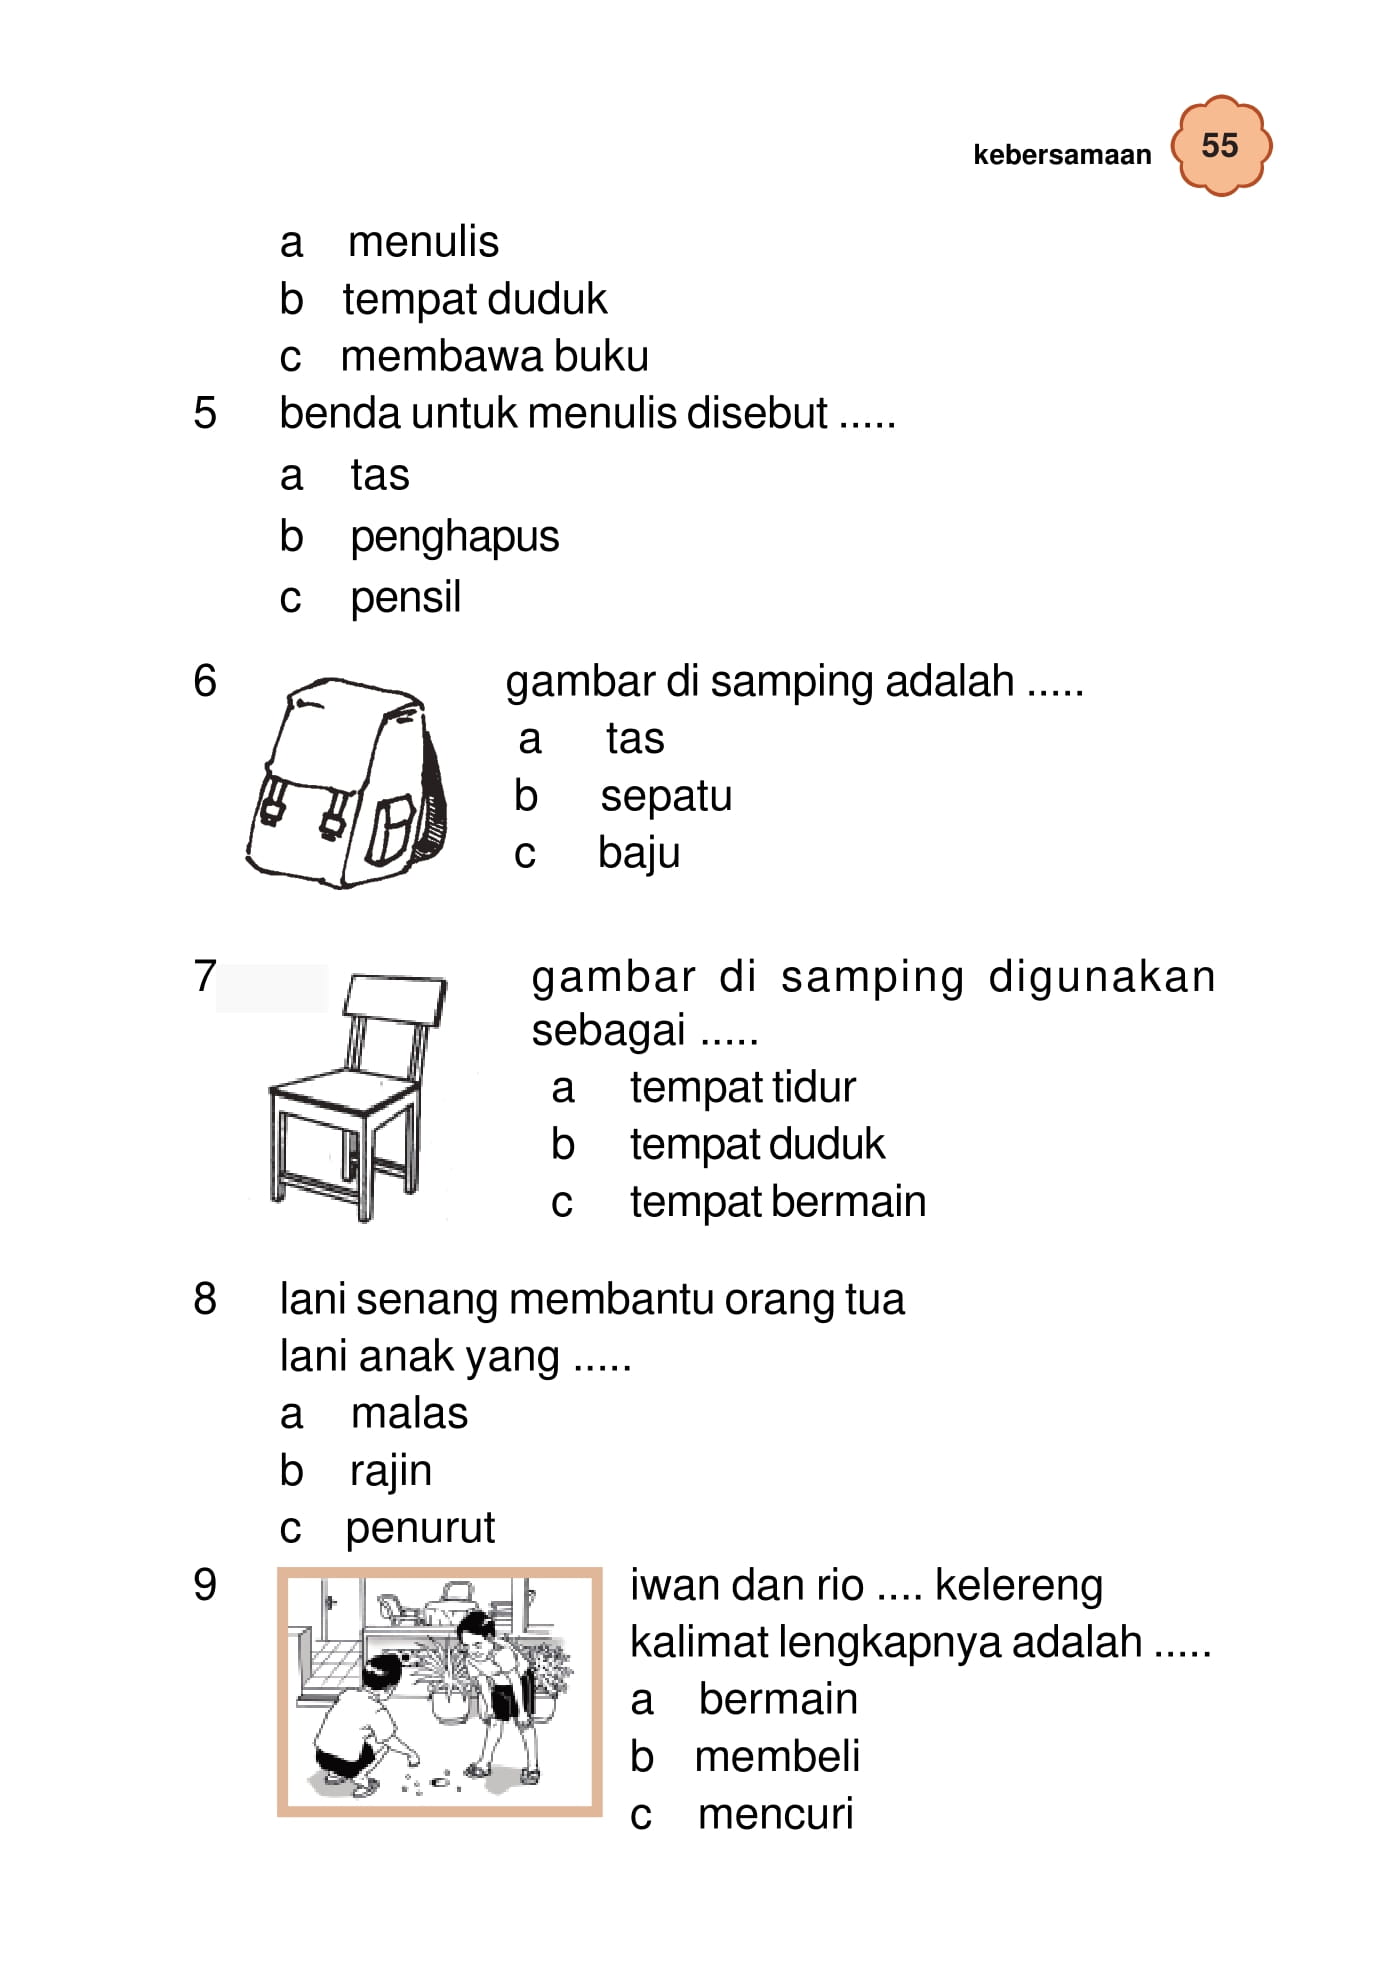 kebersamaan 55
a menulis
b tempat duduk
c membawa buku
5 benda untuk menulis disebut .....
a tas
b penghapus
c pensil
6 gambar di samping adalah .....
a tas
b sepatu
c baju
7 gambar di samping digunakan
sebagai .....
a tempat tidur
b tempat duduk
c tempat bermain
8 lani senang membantu orang tua
lani anak yang .....
a malas
b rajin
c penurut
9 iwan dan rio .... kelereng
kalimat lengkapnya adalah .....
a bermain
b membeli
c mencuri